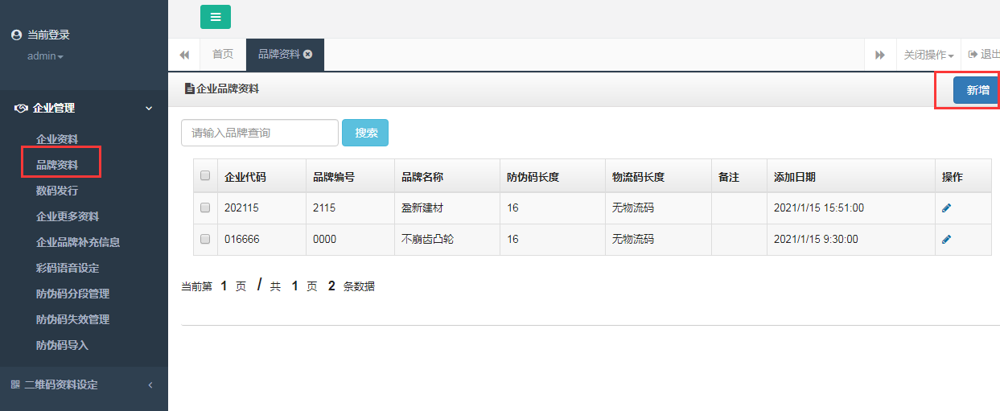 当前登录
admin
企业管理
企业资料
品牌资料
数码发行
企业更多资料
企业品牌补充信息
彩码语音设定
防伪码分段管理
防伪码失效管理
防伪码导入
二维码资料设定
首页 品牌资料 关闭操作 退出
企业品牌资料 新增
请输入品牌查询 搜索
企业代码 品牌编号 品牌名称 防伪码长度 物流码长度 备注 添加日期 操作
202115 2115 盈新建材 16 无物流码 2021/1/15 15:51:00
016666 0000 不崩齿凸轮 16 无物流码 2021/1/15 9:30:00
当前第 1 页 / 共 1 页 2 条数据